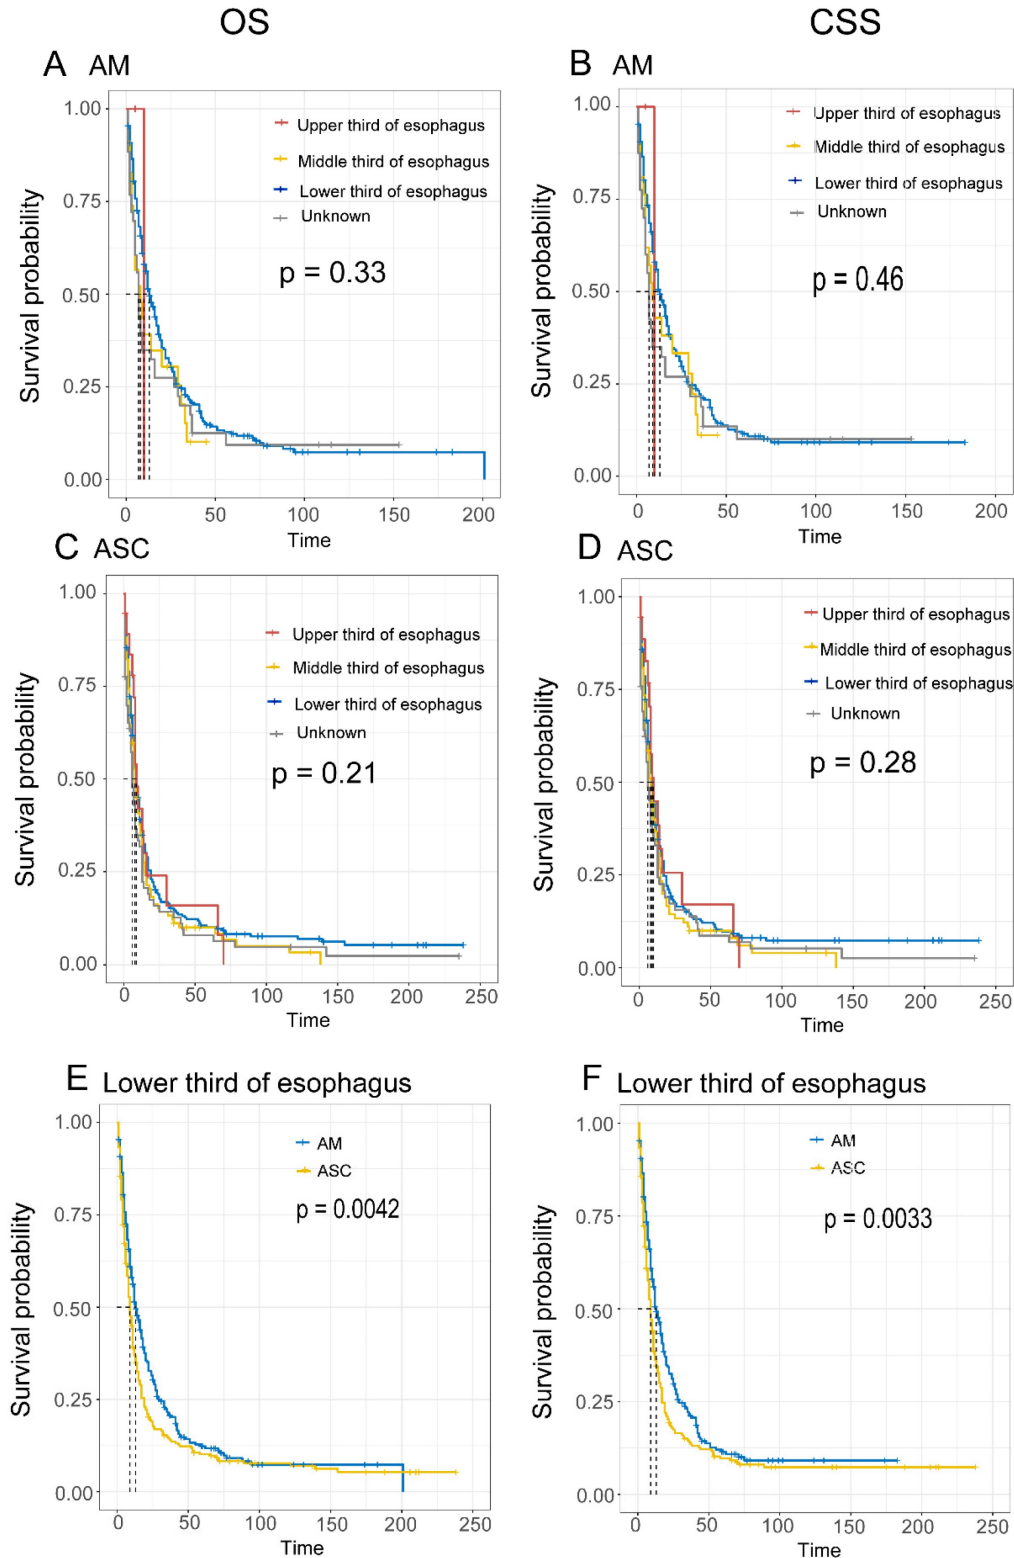 OS
CSS
A AM
B AM
1.00
0.75
0.50
0.25
0.00
Survival probability
Upper third of esophagus
Middle third of esophagus
Lower third of esophagus
Unknown
p = 0.33
0 50 100 150 200
Time
1.00
0.75
0.50
0.25
0.00
Survival probability
Upper third of esophagus
Middle third of esophagus
Lower third of esophagus
Unknown
p = 0.46
0 50 100 150 200
Time
C ASC
D ASC
1.00
0.75
0.50
0.25
0.00
Survival probability
Upper third of esophagus
Middle third of esophagus
Lower third of esophagus
Unknown
p = 0.21
0 50 100 150 200 250
Time
1.00
0.75
0.50
0.25
0.00
Survival probability
Upper third of esophagus
Middle third of esophagus
Lower third of esophagus
Unknown
p = 0.28
0 50 100 150 200 250
Time
E Lower third of esophagus
F Lower third of esophagus
1.00
0.75
0.50
0.25
0.00
Survival probability
AM
ASC
p = 0.0042
0 50 100 150 200 250
Time
1.00
0.75
0.50
0.25
0.00
Survival probability
AM
ASC
p = 0.0033
0 50 100 150 200 250
Time